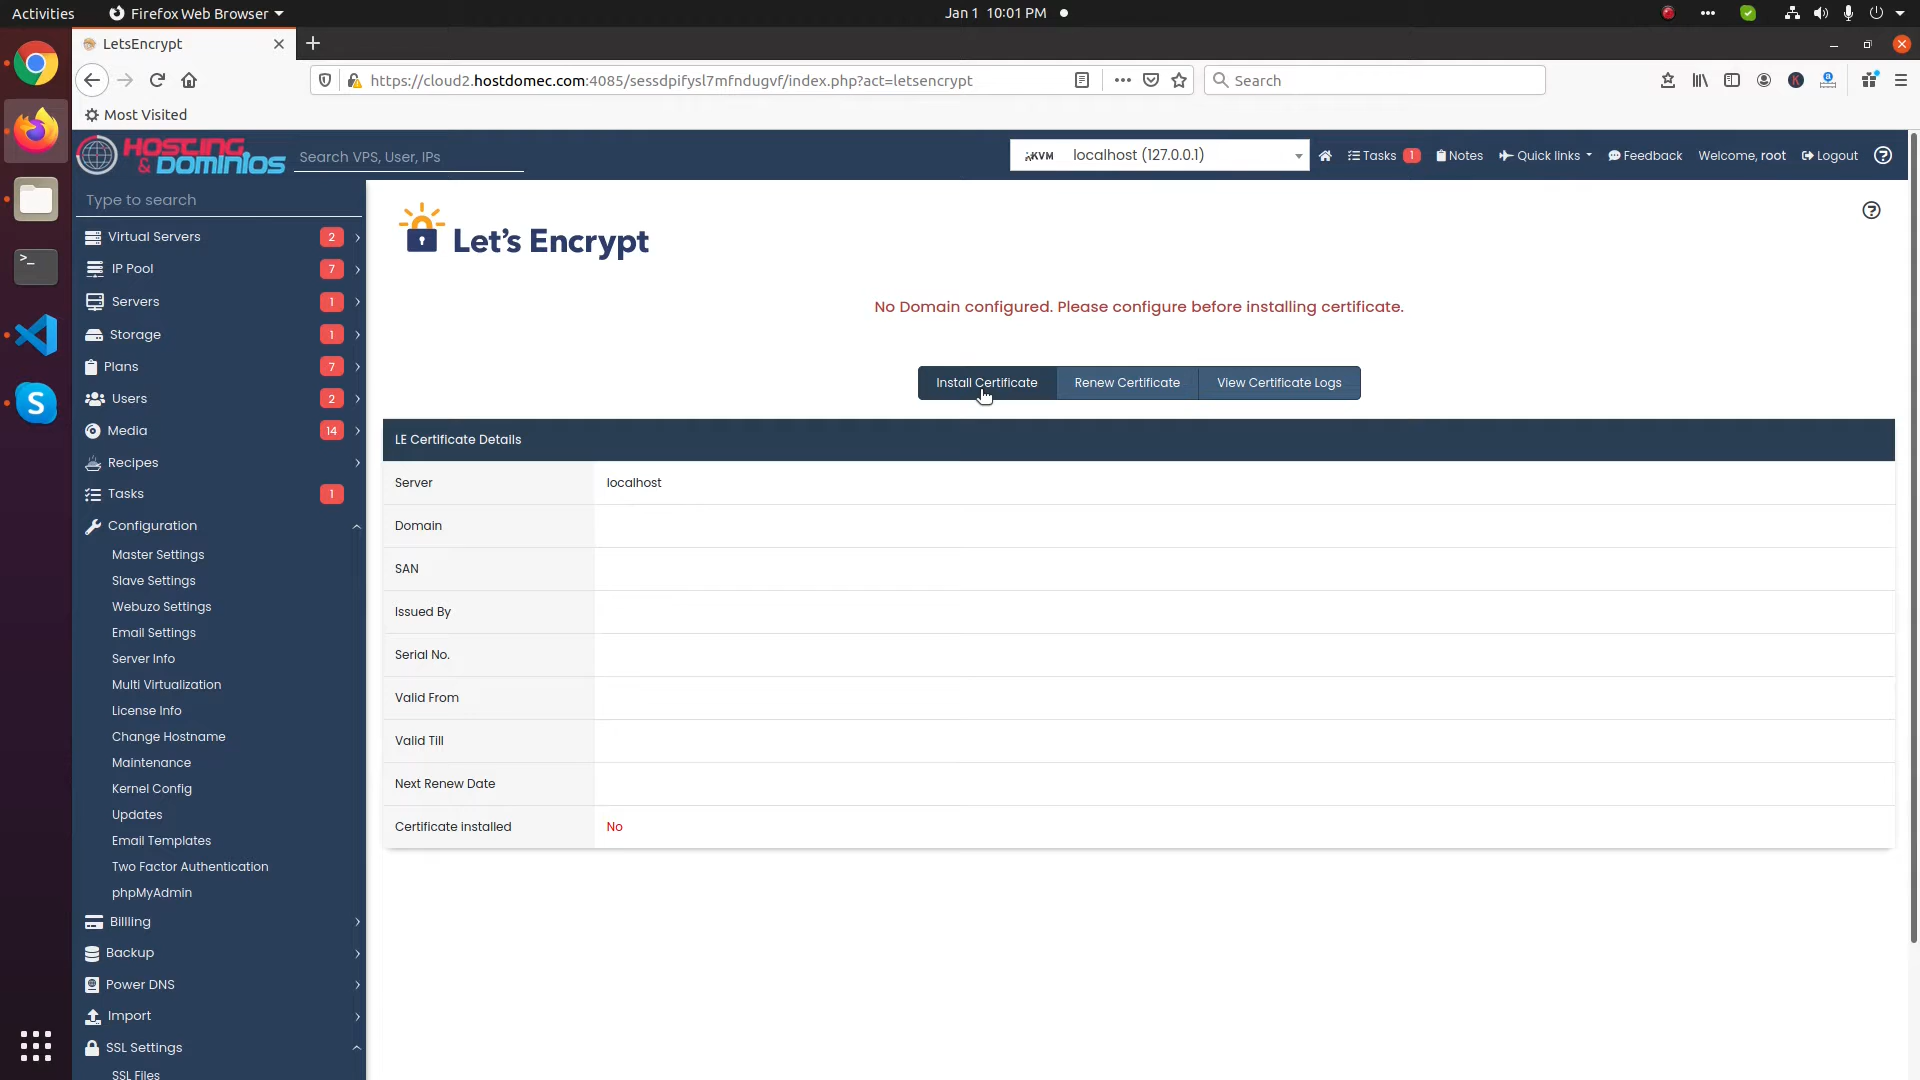 Activities
Firefox Web Browser
Jan 1 10:01 PM
LetsEncrypt
https://cloud2.hostdomec.com:4085/sessdpifysl7mfndugvf/index.php?act=letsencrypt
Search
Most Visited
HOSTING
& DOMINIOS
Search VPS, User, IPs
KVM
localhost (127.0.0.1)
Tasks 1
Notes
Quick links
Feedback
Welcome, root
Logout
Type to search
Virtual Servers 2
IP Pool 7
Servers 1
Storage 1
Plans 7
Users 2
Media 14
Recipes
Tasks 1
Configuration
Master Settings
Slave Settings
Webuzo Settings
Email Settings
Server Info
Multi Virtualization
License Info
Change Hostname
Maintenance
Kernel Config
Updates
Email Templates
Two Factor Authentication
phpMyAdmin
Billling
Backup
Power DNS
Import
SSL Settings
SSL Files
Let's Encrypt
No Domain configured. Please configure before installing certificate.
Install Certificate
Renew Certificate
View Certificate Logs
LE Certificate Details
Server localhost
Domain
SAN
Issued By
Serial No.
Valid From
Valid Till
Next Renew Date
Certificate installed No